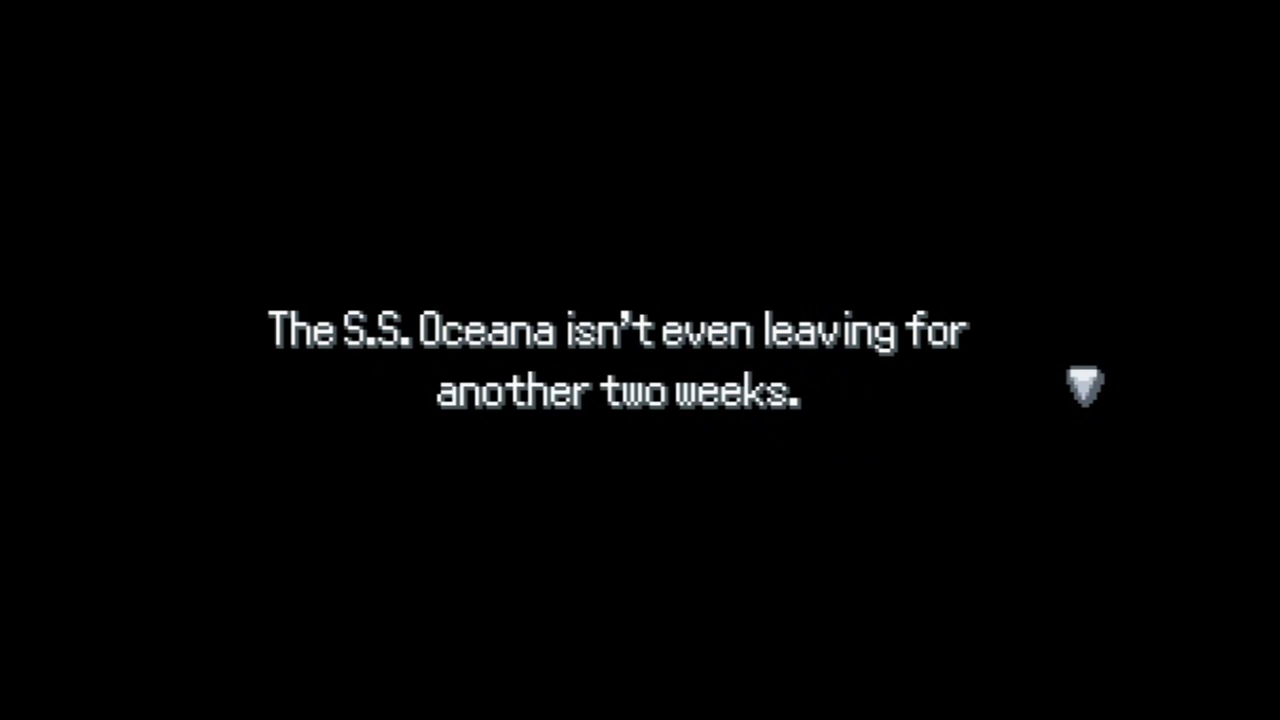 The S.S. Oceana isn't even leaving for
another two weeks.